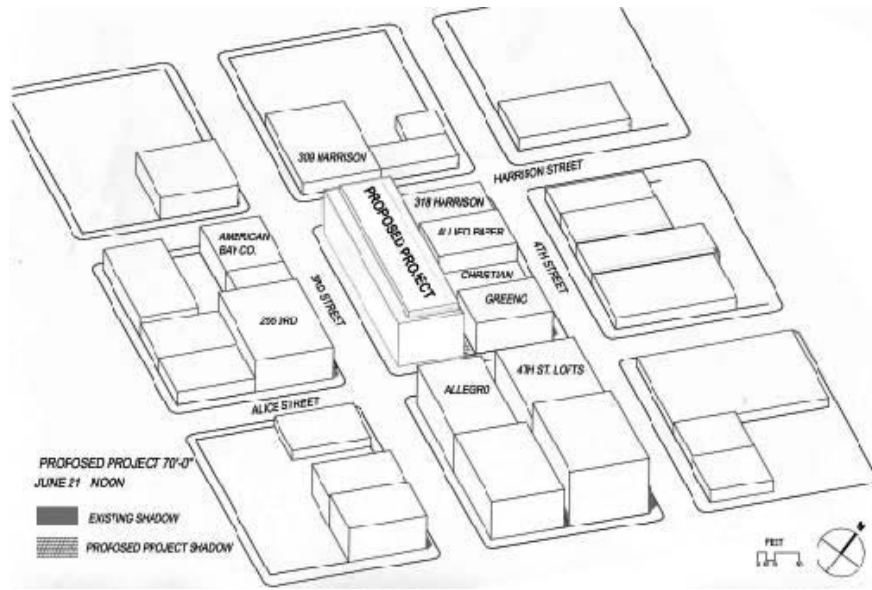 309 HARRISON
HARRISON STREET
PROPOSED PROJECT
318 HARRISON
ALLIED PAPER
AMERICAN
BAY CO.
3RD STREET
4TH STREET
CHRISTIAN
GREENO
255 3RD
ALLEGRO
4TH ST. LOFTS
ALICE STREET
PROPOSED PROJECT 70'-0"
JUNE 21 NOON
EXISTING SHADOW
PROPOSED PROJECT SHADOW
FEET